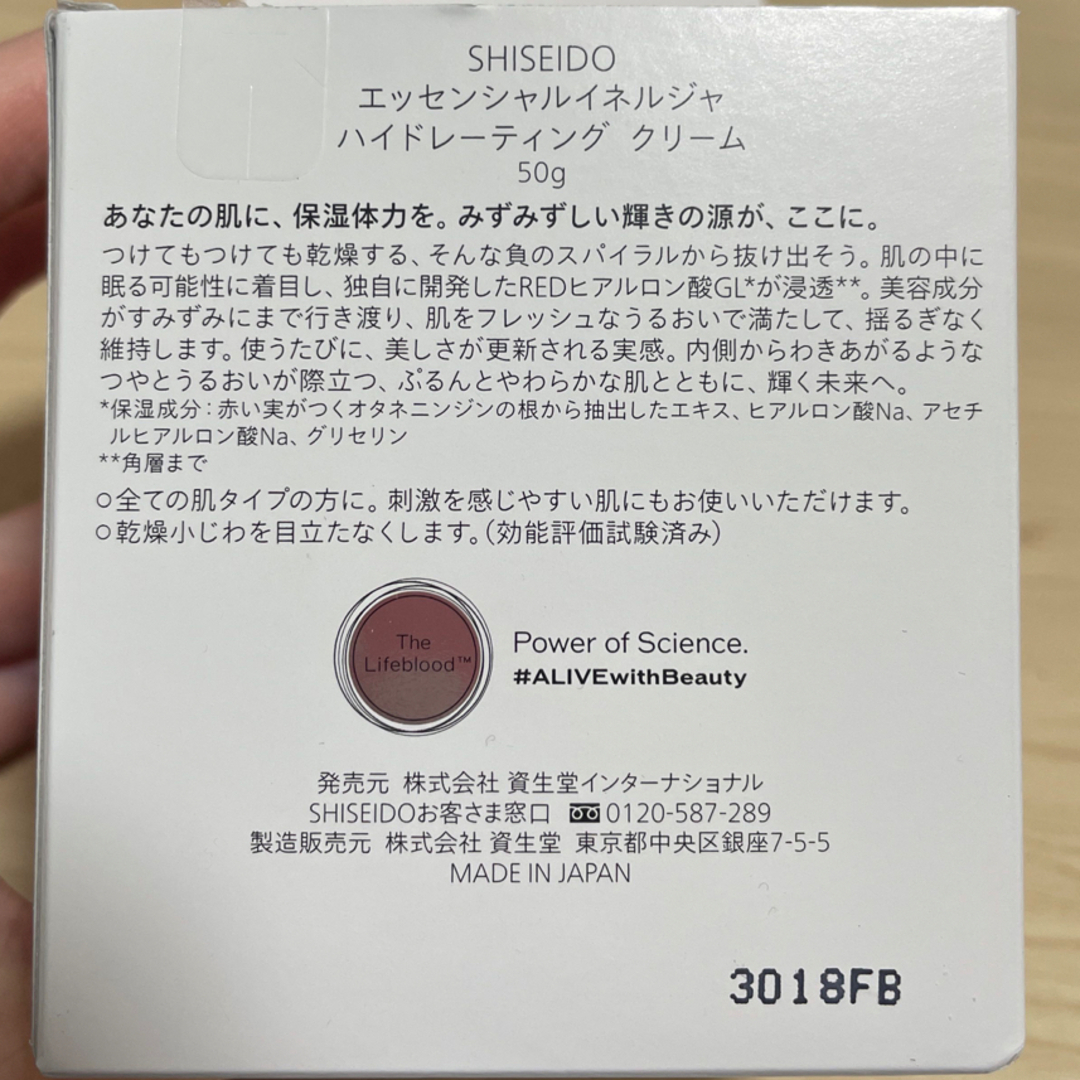 SHISEIDO
エッセンシャルイネルジャ
ハイドレーティング クリーム
50g
あなたの肌に、保湿体力を。みずみずしい輝きの源が、ここに。
つけてもつけても乾燥する、そんな負のスパイラルから抜け出そう。肌の中に
眠る可能性に着目し、独自に開発したREDヒアルロン酸GL*が浸透**。美容成分
がすみずみにまで行き渡り、肌をフレッシュなうるおいで満たして、揺るぎなく
維持します。使うたびに、美しさが更新される実感。内側からわきあがるような
つやとうるおいが際立つ、ぷるんとやわらかな肌とともに、輝く未来へ。
*保湿成分：赤い実がつくオタネニンジンの根から抽出したエキス、ヒアルロン酸Na、アセチ
ルヒアルロン酸Na、グリセリン
**角層まで
○全ての肌タイプの方に。刺激を感じやすい肌にもお使いいただけます。
○乾燥小じわを目立たなくします。（効能評価試験済み）
The
Lifeblood™
Power of Science.
#ALIVEwithBeauty
発売元 株式会社 資生堂インターナショナル
SHISEIDOお客さま窓口 0120-587-289
製造販売元 株式会社 資生堂 東京都中央区銀座7-5-5
MADE IN JAPAN
3018FB